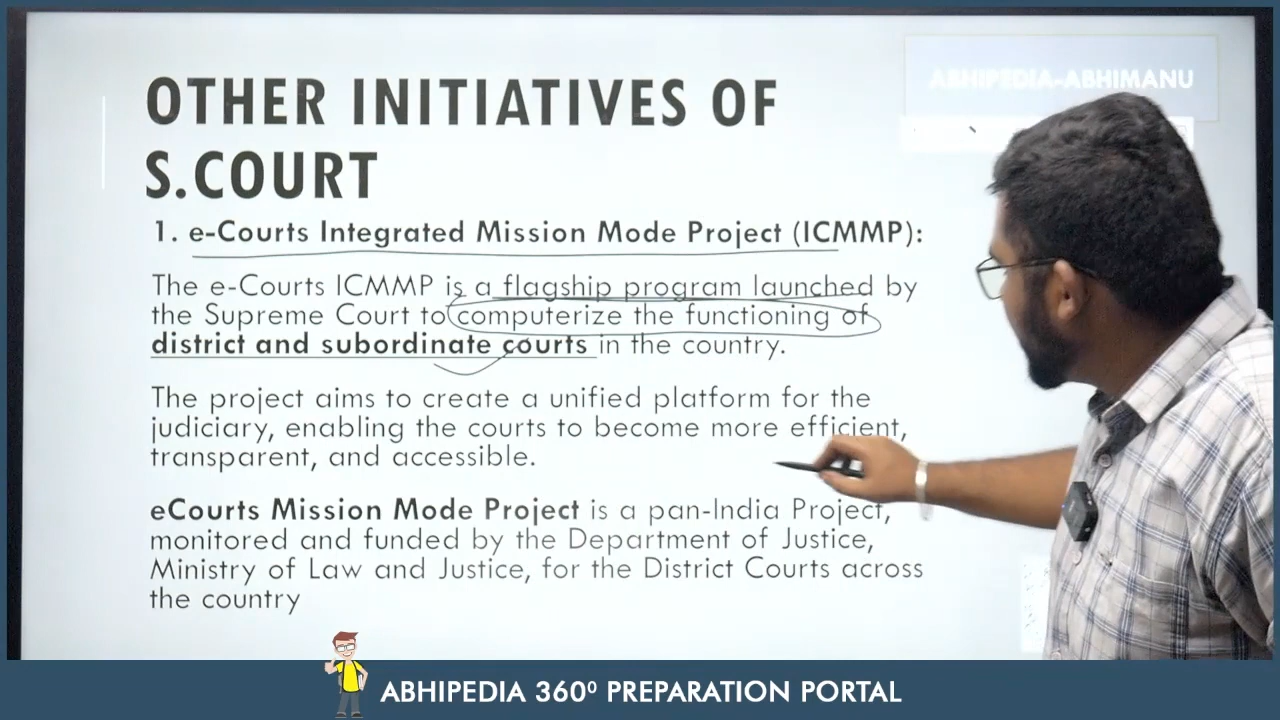 ABHIPEDIA-ABHIMANU
OTHER INITIATIVES OF
S.COURT
1. e-Courts Integrated Mission Mode Project (ICMMP):
The e-Courts ICMMP is a flagship program launched by
the Supreme Court to computerize the functioning of
district and subordinate courts in the country.
The project aims to create a unified platform for the
judiciary, enabling the courts to become more efficient,
transparent, and accessible.
eCourts Mission Mode Project is a pan-India Project,
monitored and funded by the Department of Justice,
Ministry of Law and Justice, for the District Courts across
the country
ABHIPEDIA 360⁰ PREPARATION PORTAL